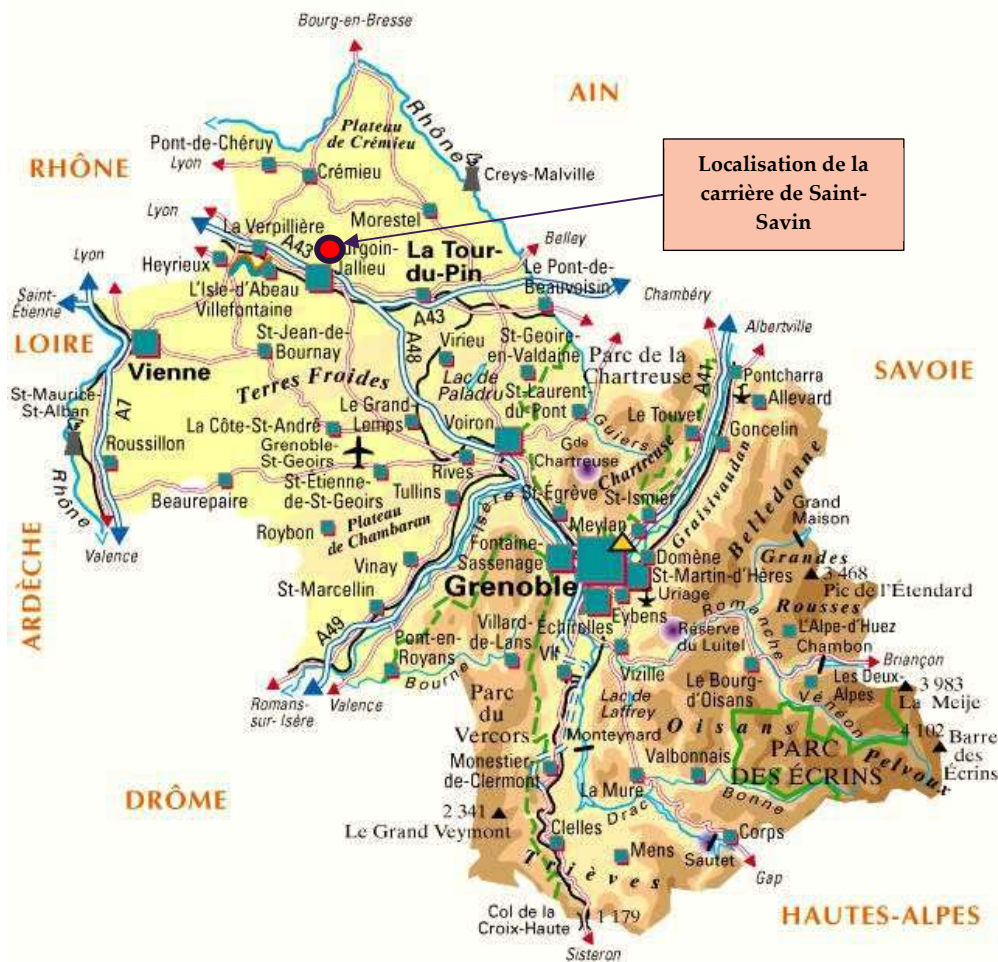 Bourg-en-Bresse
AIN
Rhône
Plateau
de Crémieu
Pont-de-Chéruy
RHÔNE
Lyon
Crémieu
Creys-Malville
Localisation de la
carrière de Saint-
Savin
Morestel
Lyon
La Verpillière
A43
urgoin-
Jallieu
La Tour-
du-Pin
Belley
Heyrieux
Lyon
Le Pont-de-
Beauvoisin
L'Isle-d'Abeau
Villefontaine
Chambéry
Saint-
Étienne
A43
Albertville
LOIRE
St-Jean-de-
Bournay
A48
Virieu
St-Geoire-
en-Valdaine
Parc de la
Chartreuse
A41
SAVOIE
Vienne
Terres Froides
Lac de
Paladru
St-Laurent-
du-Pont
Pontcharra
Allevard
St-Maurice-
St-Alban
A7
Le Grand-
Lemps
Le Touvet
La Côte-St-André
Voiron
Guiers
Goncelin
Roussillon
Grenoble-
St-Geoirs
Gde
Chartreuse
Chartreuse
Rives
Rhône
Beaurepaire
St-Etienne-
de-St-Geoirs
Tullins
St-Égrève
St-Ismier
Graisivaudan
Belledonne
Grand
Maison
Isère
Roybon
Plateau
de Chambaran
Meylan
Valence
Fontaine-
Sassenage
Domène
Grandes
Rousses
ARDÈCHE
Vinay
Grenoble
St-Martin-d'Hères
3 468
Pic de l'Étendard
St-Marcellin
Uriage
Eybens
Romanche
A49
Villard-
de-Lans
Échirolles
Réserve
du Luitel
L'Alpe-d'Huez
Pont-en-
Royans
Chambon
Bourne
Vif
Vizille
Briançon
Le Bourg-
d'Oisans
Les Deux-
Alpes
3 983
La Meije
Romans-
sur-Isère
Valence
Parc
du
Vercors
Lac de
Laffrey
Vénéon
Oisans
4 102
Barre
des
Écrins
Monteynard
Valbonnais
PARC
DES ÉCRINS
Pelvoux
Monestier-
de-Clermont
DRÔME
La Mure
Bonne
2 341
Le Grand Veymont
Drac
Clelles
Corps
Mens
Sautet
Trièves
Gap
Col de la
Croix-Haute
1 179
HAUTES-ALPES
Sisteron